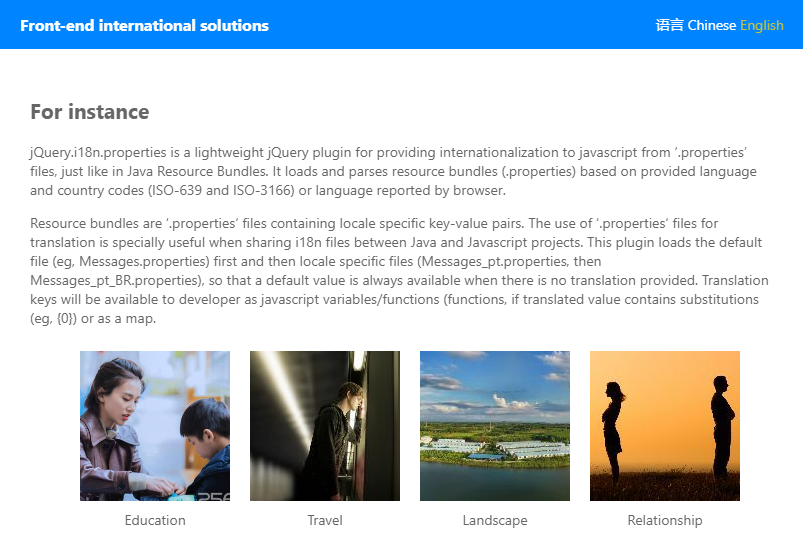 Front-end international solutions
语言 Chinese English
For instance
jQuery.i18n.properties is a lightweight jQuery plugin for providing internationalization to javascript from ‘.properties’
files, just like in Java Resource Bundles. It loads and parses resource bundles (.properties) based on provided language
and country codes (ISO-639 and ISO-3166) or language reported by browser.
Resource bundles are ‘.properties‘ files containing locale specific key-value pairs. The use of ‘.properties‘ files for
translation is specially useful when sharing i18n files between Java and Javascript projects. This plugin loads the default
file (eg, Messages.properties) first and then locale specific files (Messages_pt.properties, then
Messages_pt_BR.properties), so that a default value is always available when there is no translation provided. Translation
keys will be available to developer as javascript variables/functions (functions, if translated value contains substitutions
(eg, {0}) or as a map.
256
Education
Travel
Landscape
Relationship